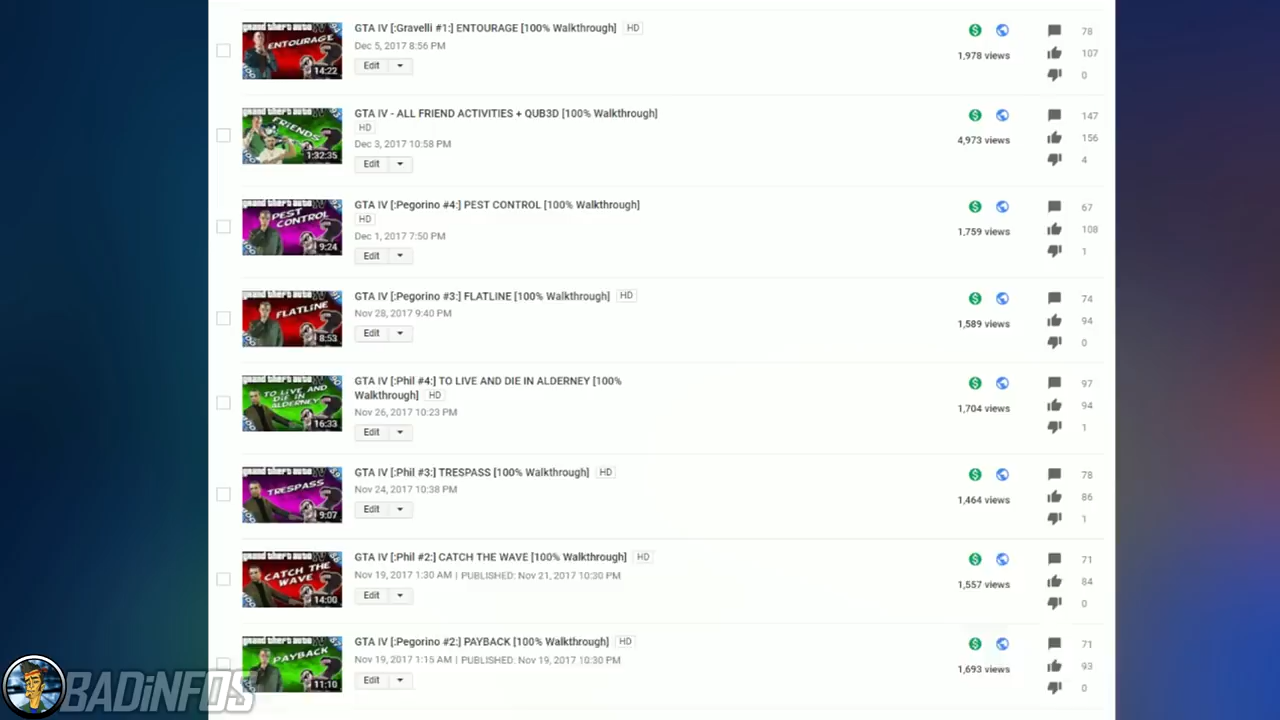 GTA IV [:Gravelli #1:] ENTOURAGE [100% Walkthrough] HD
Dec 5, 2017 8:56 PM
Edit
1,978 views
78
107
0
ENTOURAGE
14:22
GTA IV - ALL FRIEND ACTIVITIES + QUB3D [100% Walkthrough]
HD
Dec 3, 2017 10:58 PM
Edit
4,973 views
147
156
4
FRIENDS
1:32:35
GTA IV [:Pegorino #4:] PEST CONTROL [100% Walkthrough]
HD
Dec 1, 2017 7:50 PM
Edit
1,759 views
67
108
1
PEST
CONTROL
9:24
GTA IV [:Pegorino #3:] FLATLINE [100% Walkthrough] HD
Nov 28, 2017 9:40 PM
Edit
1,589 views
74
94
0
FLATLINE
8:53
GTA IV [:Phil #4:] TO LIVE AND DIE IN ALDERNEY [100%
Walkthrough] HD
Nov 26, 2017 10:23 PM
Edit
1,704 views
97
94
1
TO LIVE AND
DIE IN
ALDERNEY
16:33
GTA IV [:Phil #3:] TRESPASS [100% Walkthrough] HD
Nov 24, 2017 10:38 PM
Edit
1,464 views
78
86
1
TRESPASS
9:07
GTA IV [:Phil #2:] CATCH THE WAVE [100% Walkthrough] HD
Nov 19, 2017 1:30 AM | PUBLISHED: Nov 21, 2017 10:30 PM
Edit
1,557 views
71
84
0
CATCH THE
WAVE
14:00
GTA IV [:Pegorino #2:] PAYBACK [100% Walkthrough] HD
Nov 19, 2017 1:15 AM | PUBLISHED: Nov 19, 2017 10:30 PM
Edit
1,693 views
71
93
0
PAYBACK
11:10
BADiNFOS